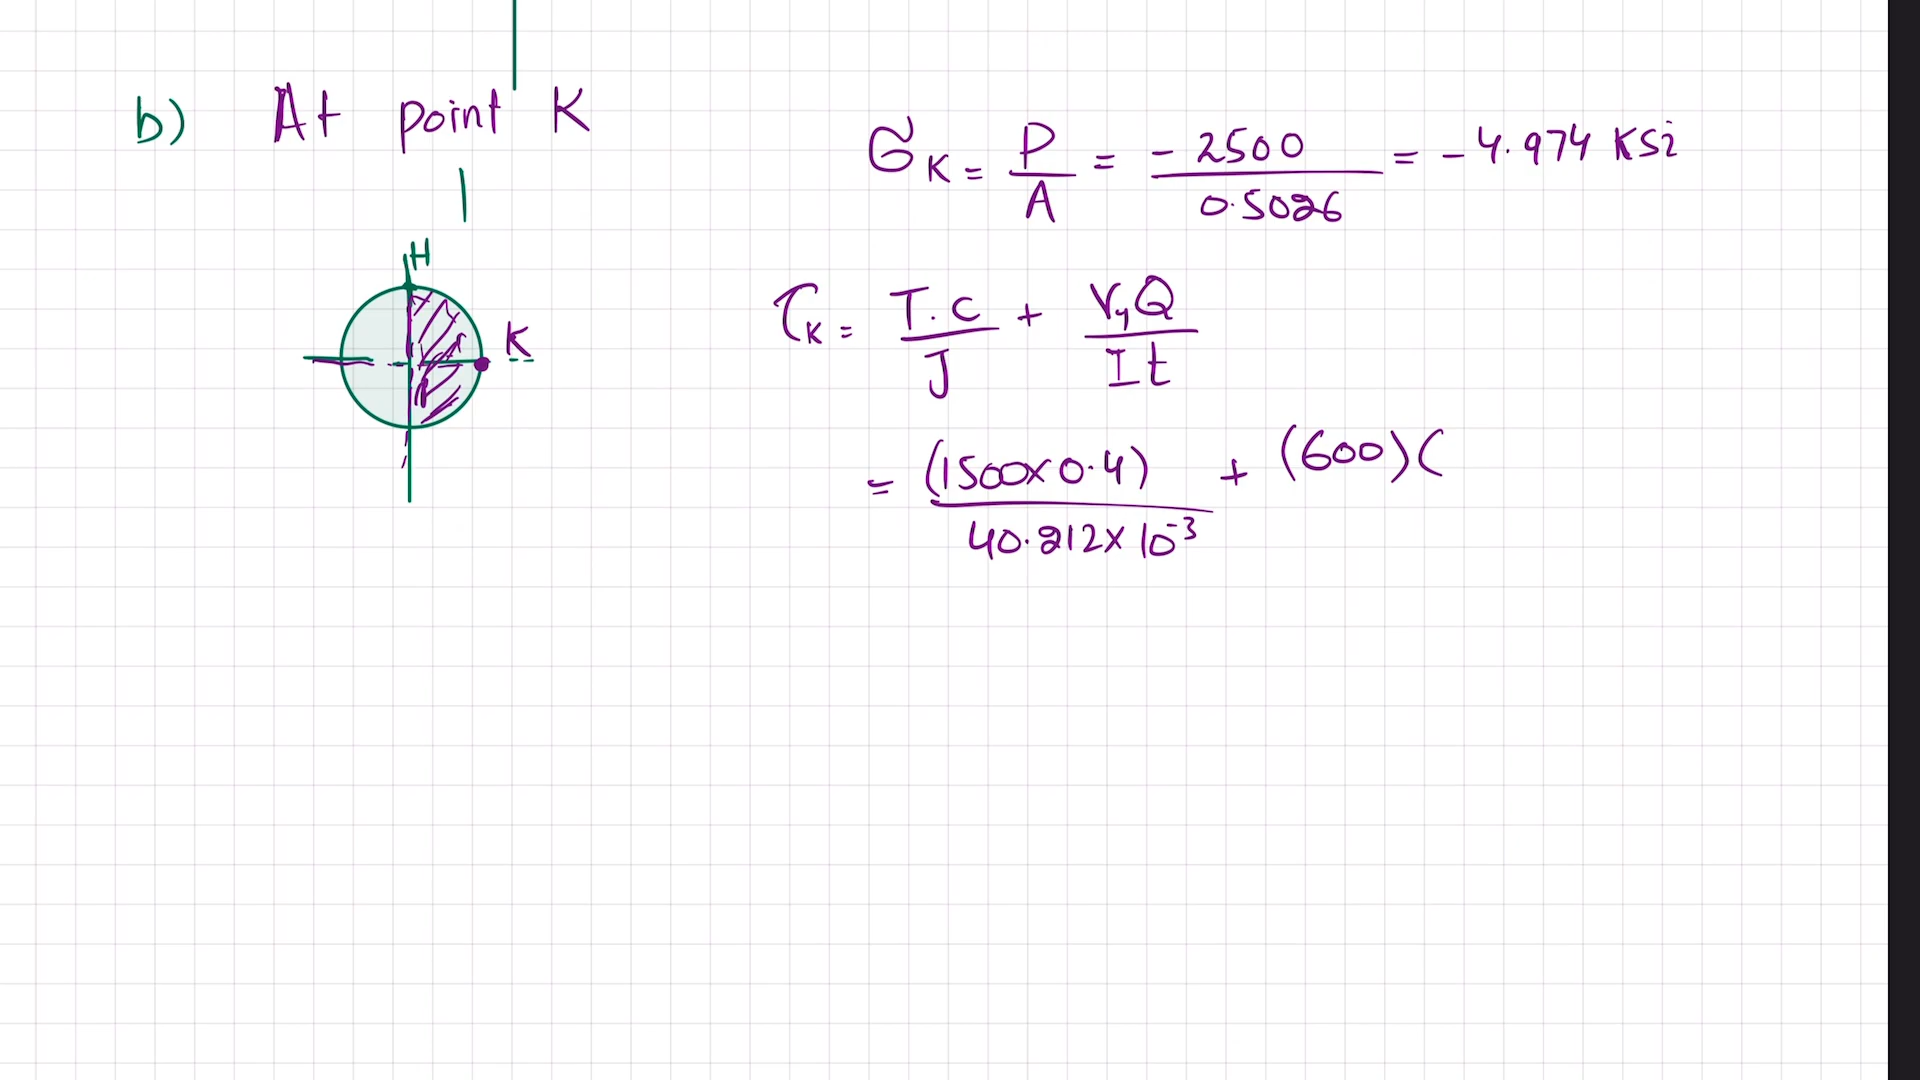 b) At point K
σK = P/A = -2500/0.5026 = -4.974 KSi
H
K
τK = T.c/J + VyQ/It
= (1500x0.4)/40.212x10^-3 + (600)(